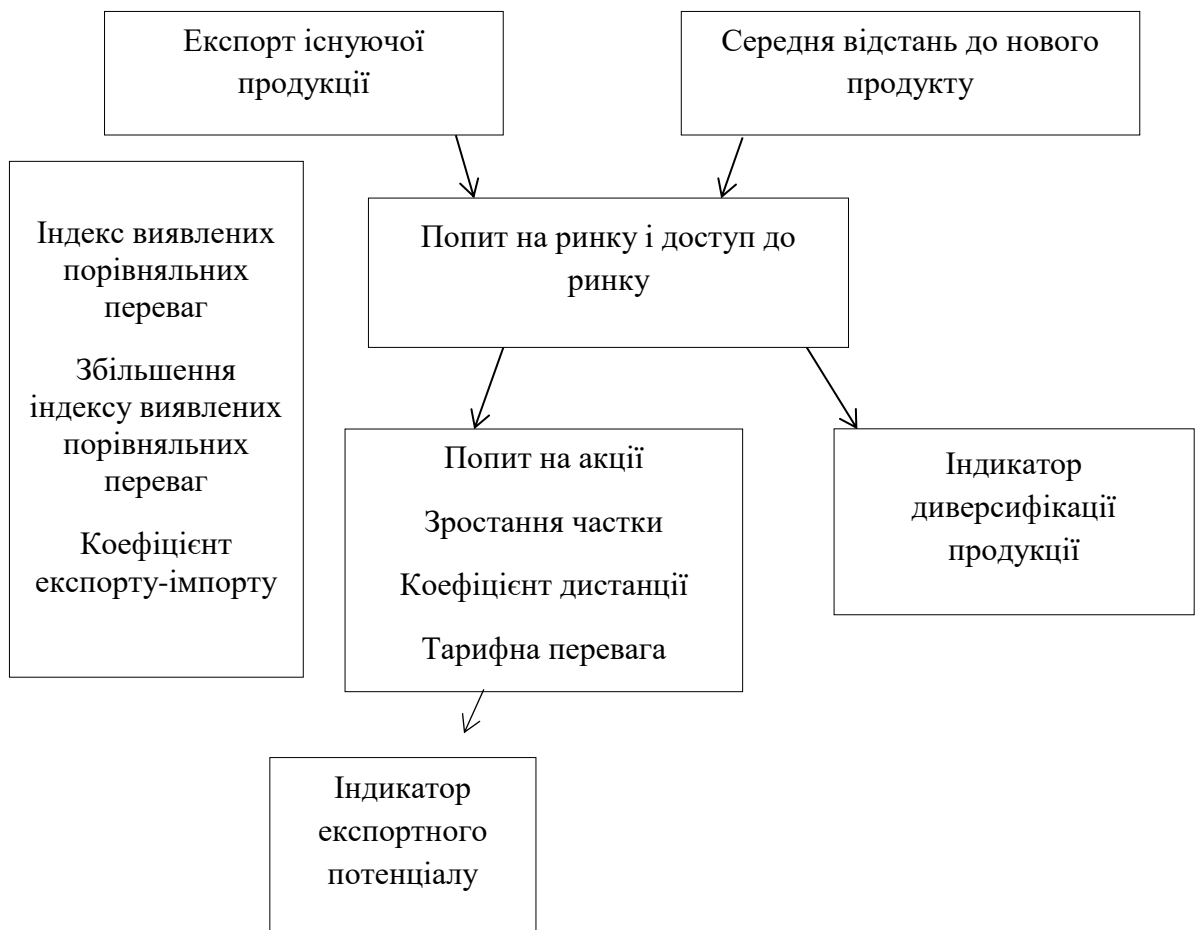 Експорт існуючої
продукції
Середня відстань до нового
продукту
Індекс виявлених
порівняльних
переваг
Збільшення
індексу виявлених
порівняльних
переваг
Коефіцієнт
експорту-імпорту
Попит на ринку і доступ до
ринку
Попит на акції
Зростання частки
Коефіцієнт дистанції
Тарифна перевага
Індикатор
диверсифікації
продукції
Індикатор
експортного
потенціалу